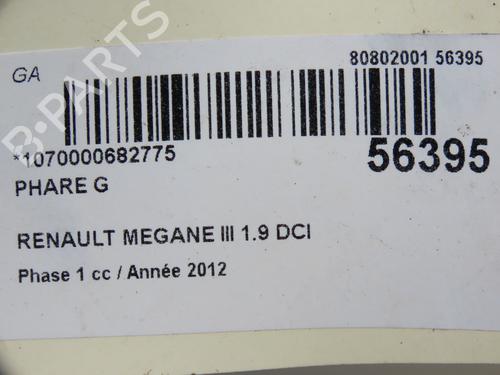 GA
80802001 56395
*1070000682775
56395
PHARE G
RENAULT MEGANE III 1.9 DCI
Phase 1 cc / Année 2012
B-PARTS